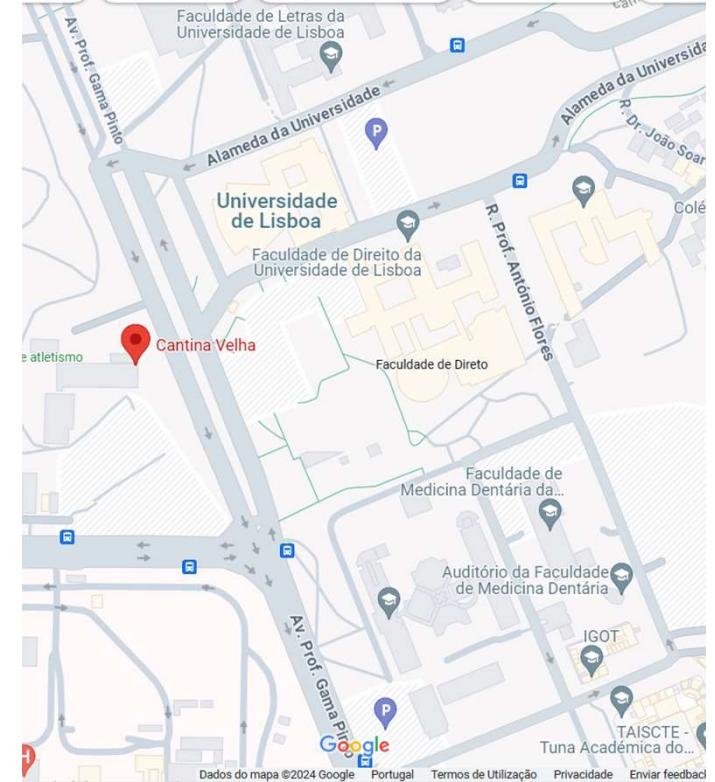 Faculdade de Letras da
Universidade de Lisboa
Av. Prof. Gama Pinto
Alameda da Universidade
Alameda da Universida
R. Dr. João Soar
P
Universidade
de Lisboa
Colé
Faculdade de Direito da
Universidade de Lisboa
R. Prof. António Flores
Cantina Velha
e atletismo
Faculdade de Direto
Faculdade de
Medicina Dentária da...
Auditório da Faculdade
de Medicina Dentária
Av. Prof. Gama Pinto
IGOT
P
TAISCTE -
Tuna Académica do...
H
Google
Dados do mapa ©2024 Google Portugal Termos de Utilização Privacidade Enviar feedbac